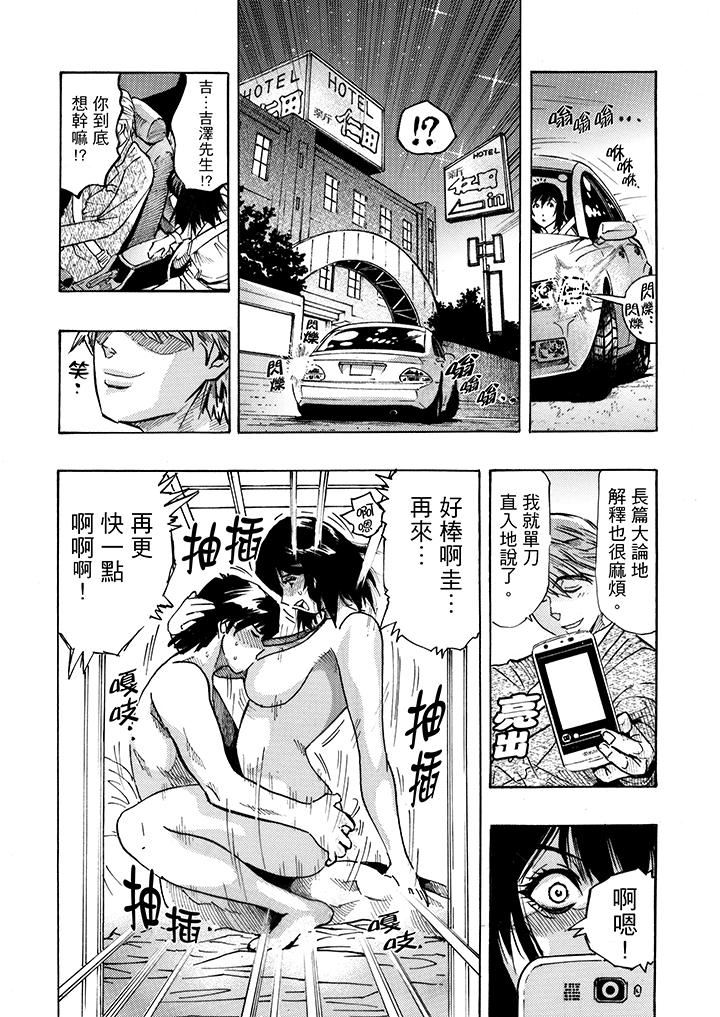 嗡嗡嗡…
咻咻咻…
閃爍
閃爍
HOTEL
HOTEL
仁田
!?
HOTEL
仁田
in
閃爍
閃爍
嗡嗡嗡…
嗡…
吉…吉澤先生!?
你到底
想幹嘛!?
笑
長篇大論地
解釋也很麻煩。
我就單刀
直入地說了。
亮出
啊嗯!
好棒啊圭…
再來…
啊嗯
再更
快一點
啊啊啊!
抽插
嘎吱…
抽插
抽插
嘎吱…